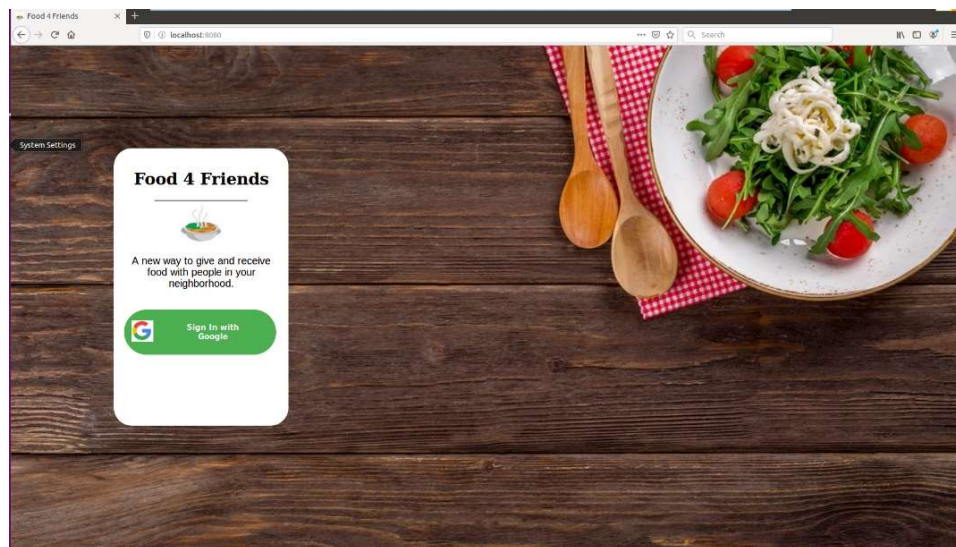 Food 4 Friends
localhost:8080
Search
System Settings
Food 4 Friends
A new way to give and receive
food with people in your
neighborhood.
Sign In with
Google